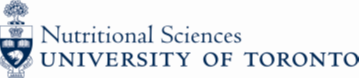 Nutritional Sciences
UNIVERSITY OF TORONTO